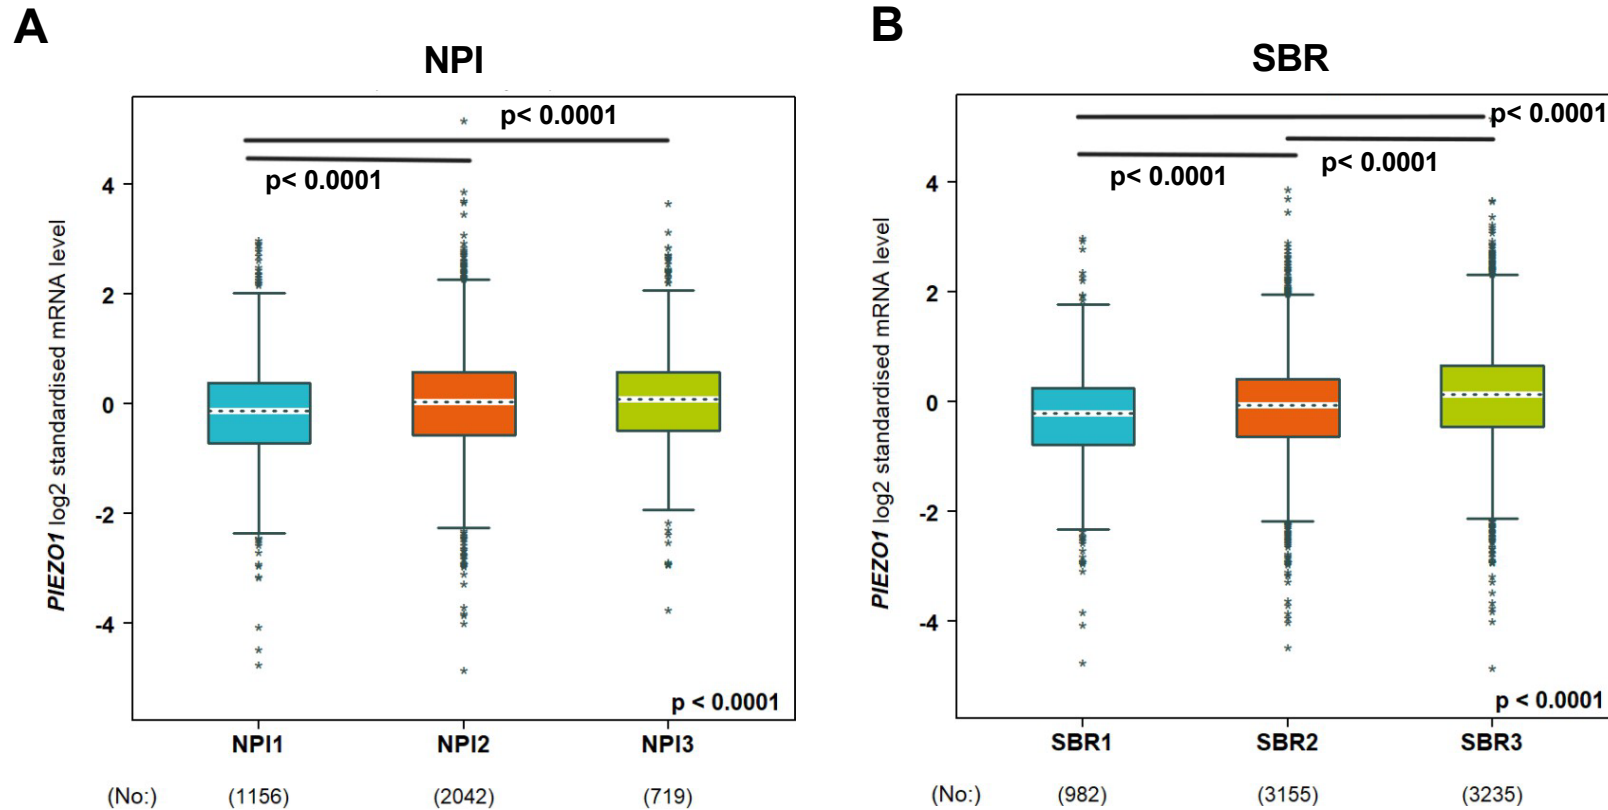 A
NPI
p< 0.0001
p< 0.0001
PIEZO1 log2 standardised mRNA level
4
2
0
-2
-4
p < 0.0001
NPI1 NPI2 NPI3
(No:) (1156) (2042) (719)
B
SBR
p< 0.0001
p< 0.0001
p< 0.0001
PIEZO1 log2 standardised mRNA level
4
2
0
-2
-4
p < 0.0001
SBR1 SBR2 SBR3
(No:) (982) (3155) (3235)